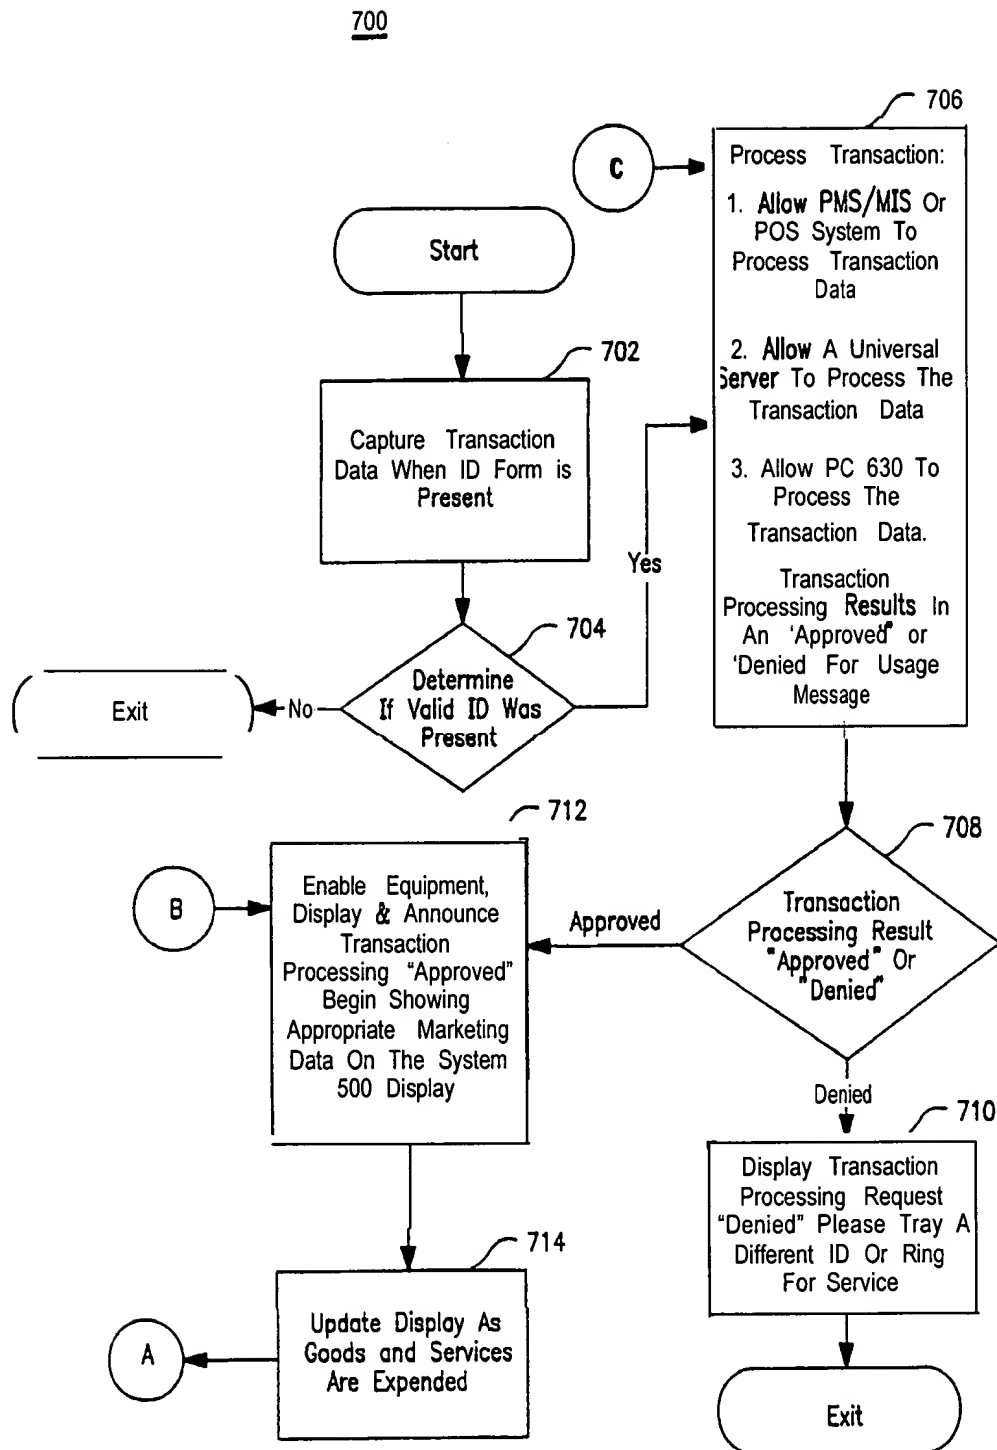 700
706
C
Process Transaction:
1. Allow PMS/MIS Or
POS System To
Process Transaction
Data
2. Allow A Universal
Server To Process The
Transaction Data
3. Allow PC 630 To
Process The
Transaction Data.
Transaction
Processing Results In
An ‘Approved” or
‘Denied For Usage
Message
Start
702
Capture Transaction
Data When ID Form is
Present
Yes
704
Determine
If Valid ID Was
Present
No
Exit
712
B
Enable Equipment,
Display & Announce
Transaction
Processing “Approved”
Begin Showing
Appropriate Marketing
Data On The System
500 Display
Approved
708
Transaction
Processing Result
"Approved" Or
"Denied"
Denied
710
Display Transaction
Processing Request
“Denied” Please Tray A
Different ID Or Ring
For Service
714
Update Display As
Goods and Services
Are Expended
A
Exit